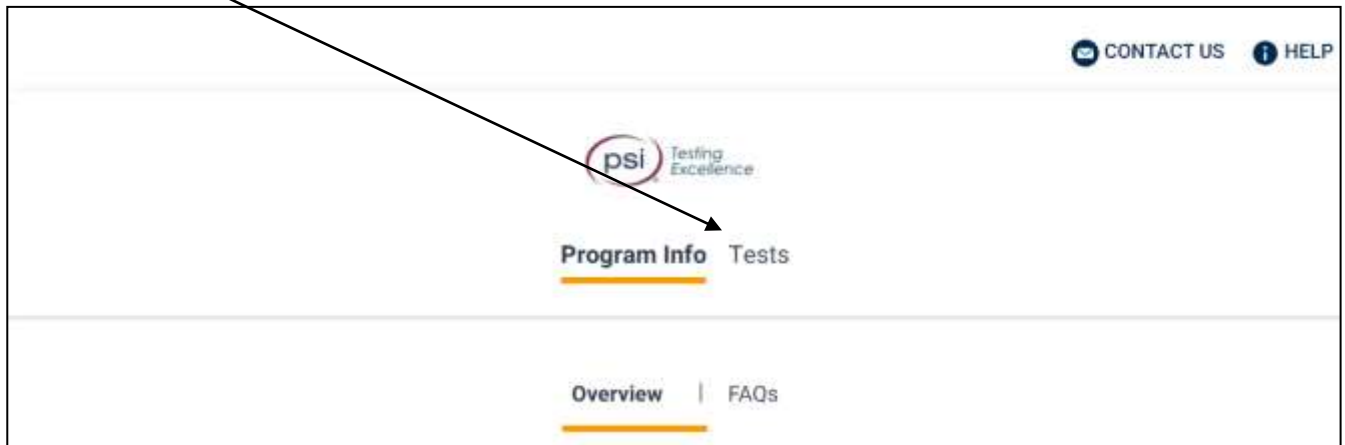 CONTACT US HELP
psi Testing
Excellence
Program Info Tests
Overview | FAQs